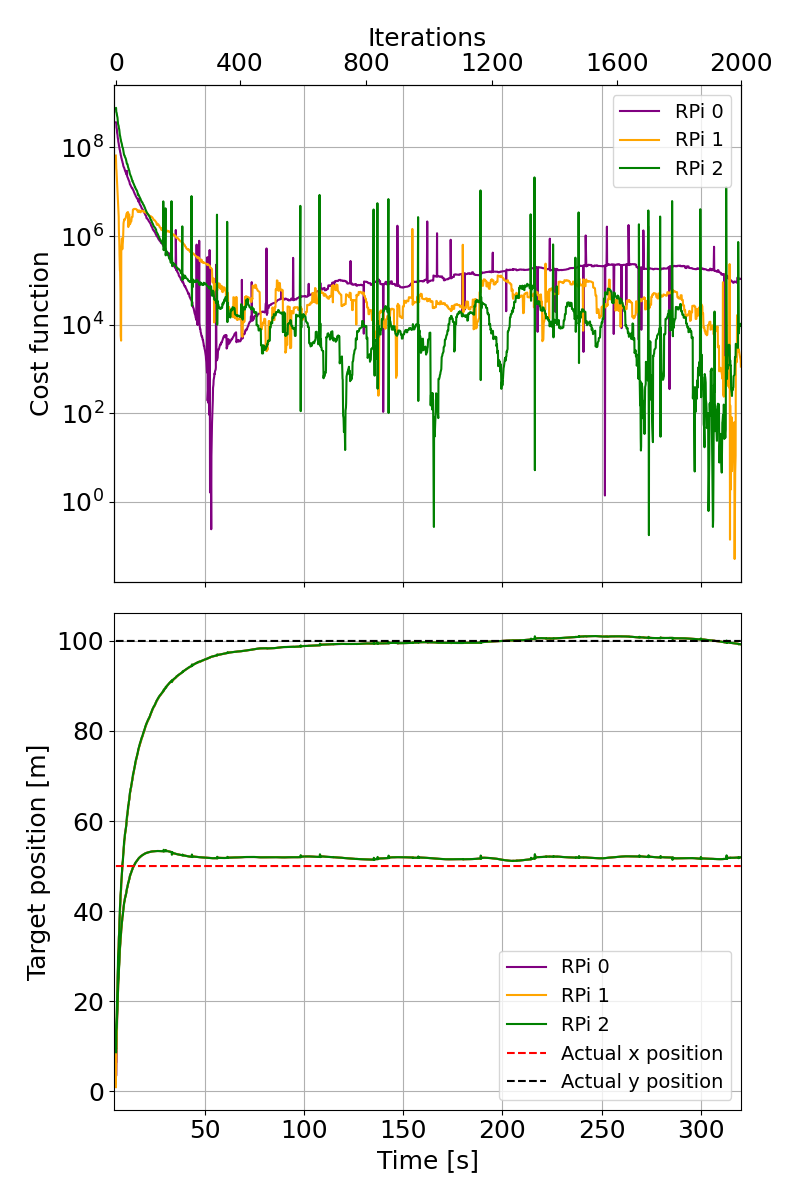 Iterations
0 400 800 1200 1600 2000
RPi 0
RPi 1
RPi 2
10^8
10^6
10^4
10^2
10^0
Cost function
100
80
60
40
20
0
Target position [m]
RPi 0
RPi 1
RPi 2
Actual x position
Actual y position
50 100 150 200 250 300
Time [s]